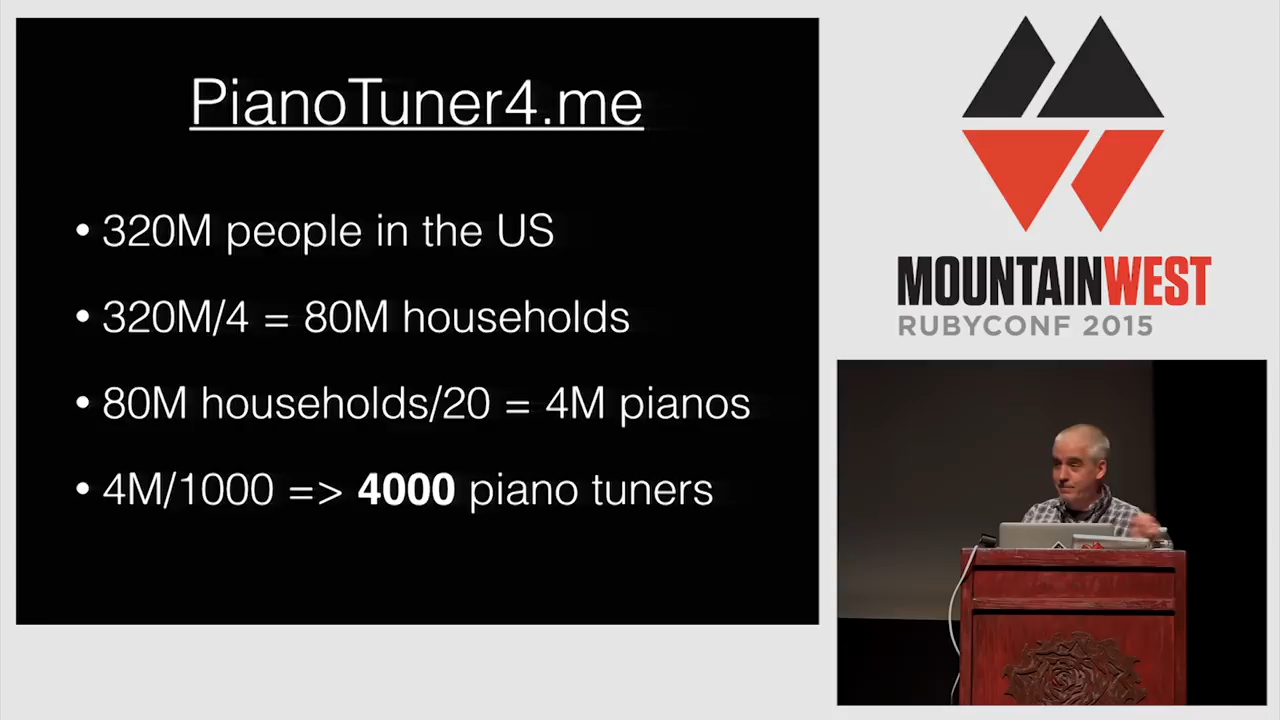 PianoTuner4.me
• 320M people in the US
• 320M/4 = 80M households
• 80M households/20 = 4M pianos
• 4M/1000 => 4000 piano tuners
MOUNTAINWEST
RUBYCONF 2015